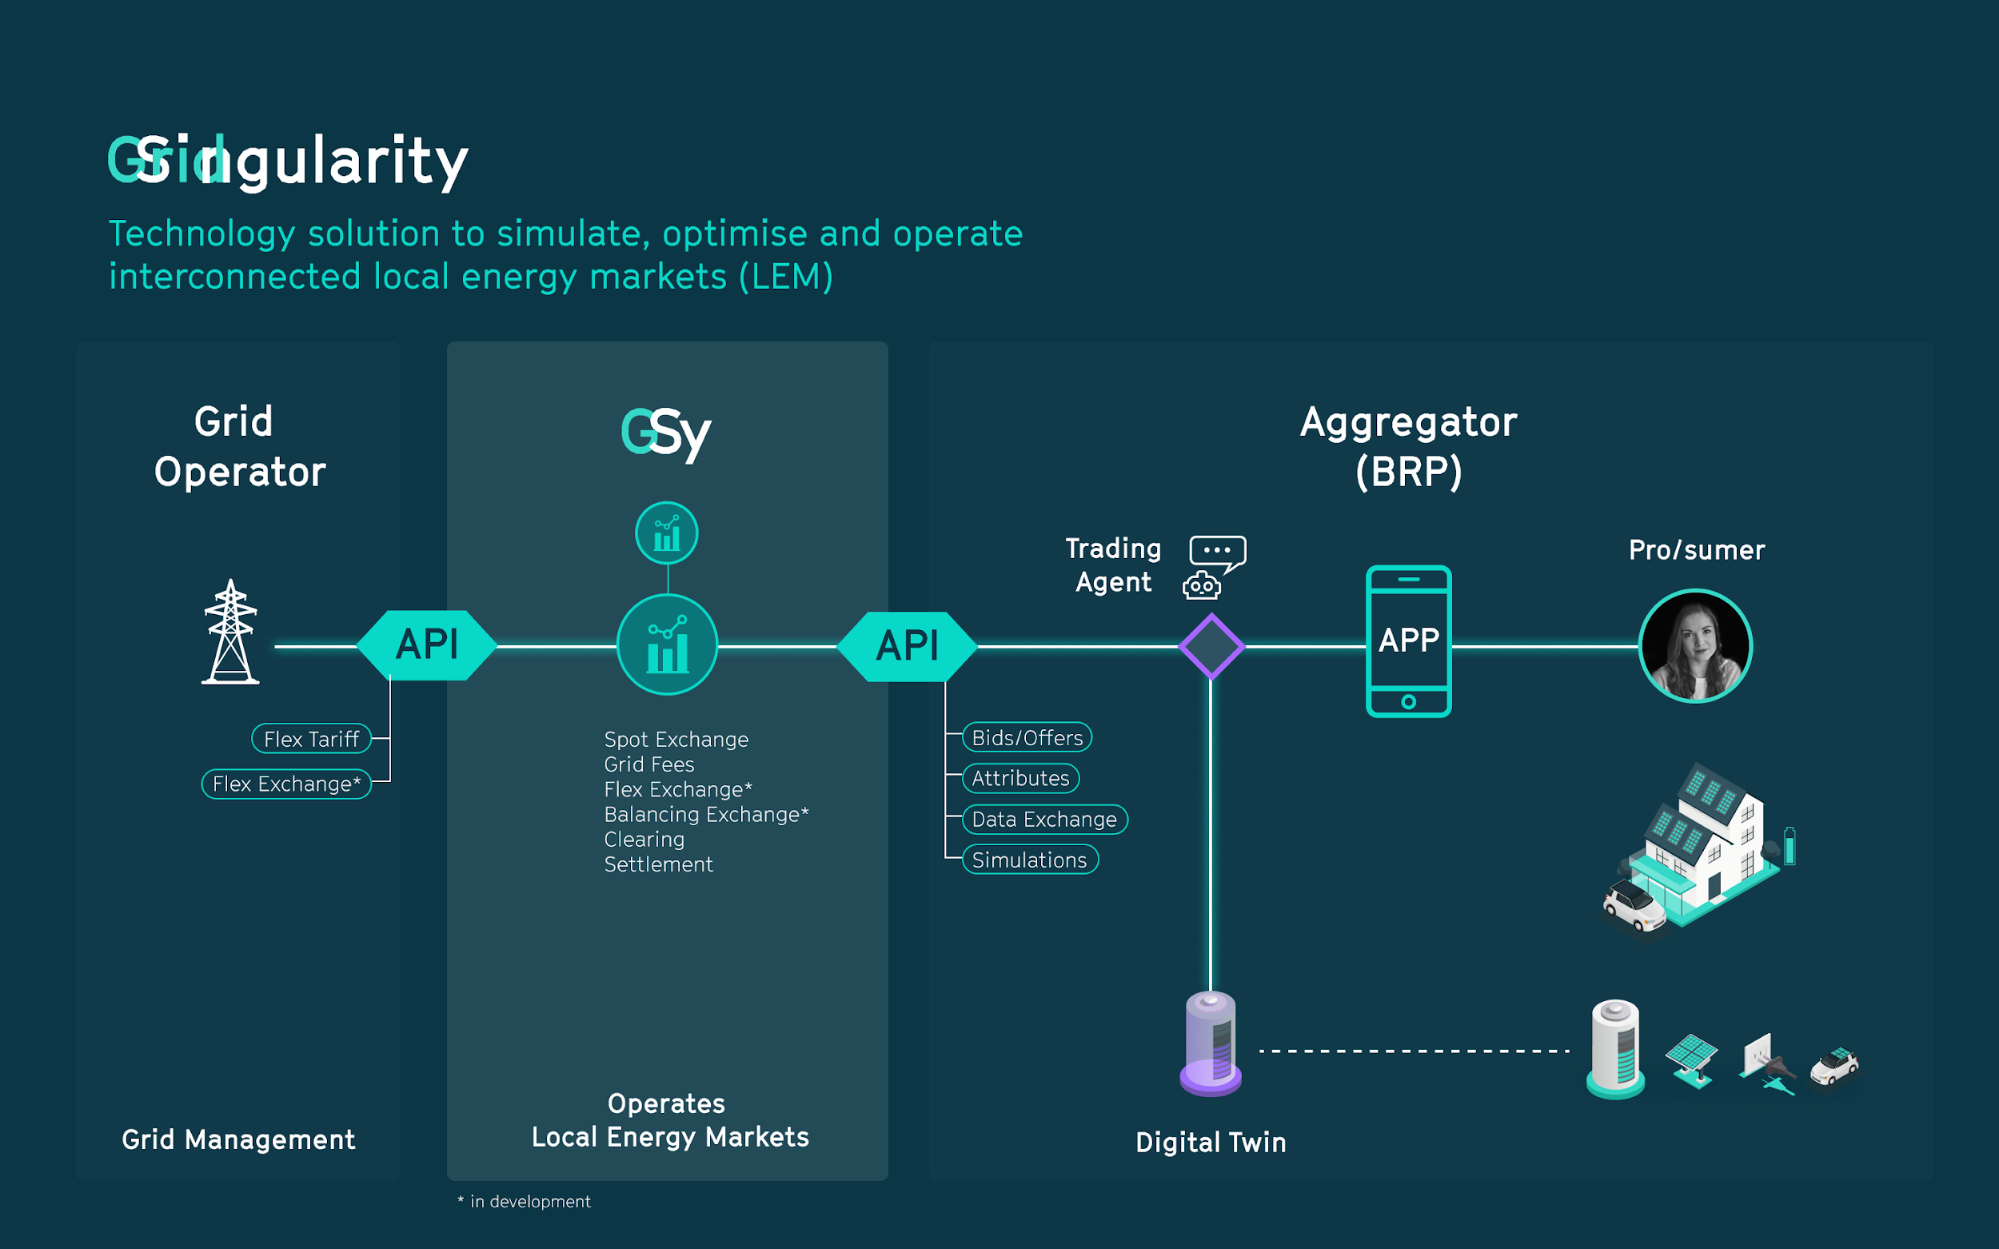 GridSingularity
Technology solution to simulate, optimise and operate
interconnected local energy markets (LEM)
Grid
Operator
API
Flex Tariff
Flex Exchange*
Grid Management
GSy
Spot Exchange
Grid Fees
Flex Exchange*
Balancing Exchange*
Clearing
Settlement
Operates
Local Energy Markets
* in development
API
Bids/Offers
Attributes
Data Exchange
Simulations
Aggregator
(BRP)
Trading
Agent
APP
Pro/sumer
Digital Twin